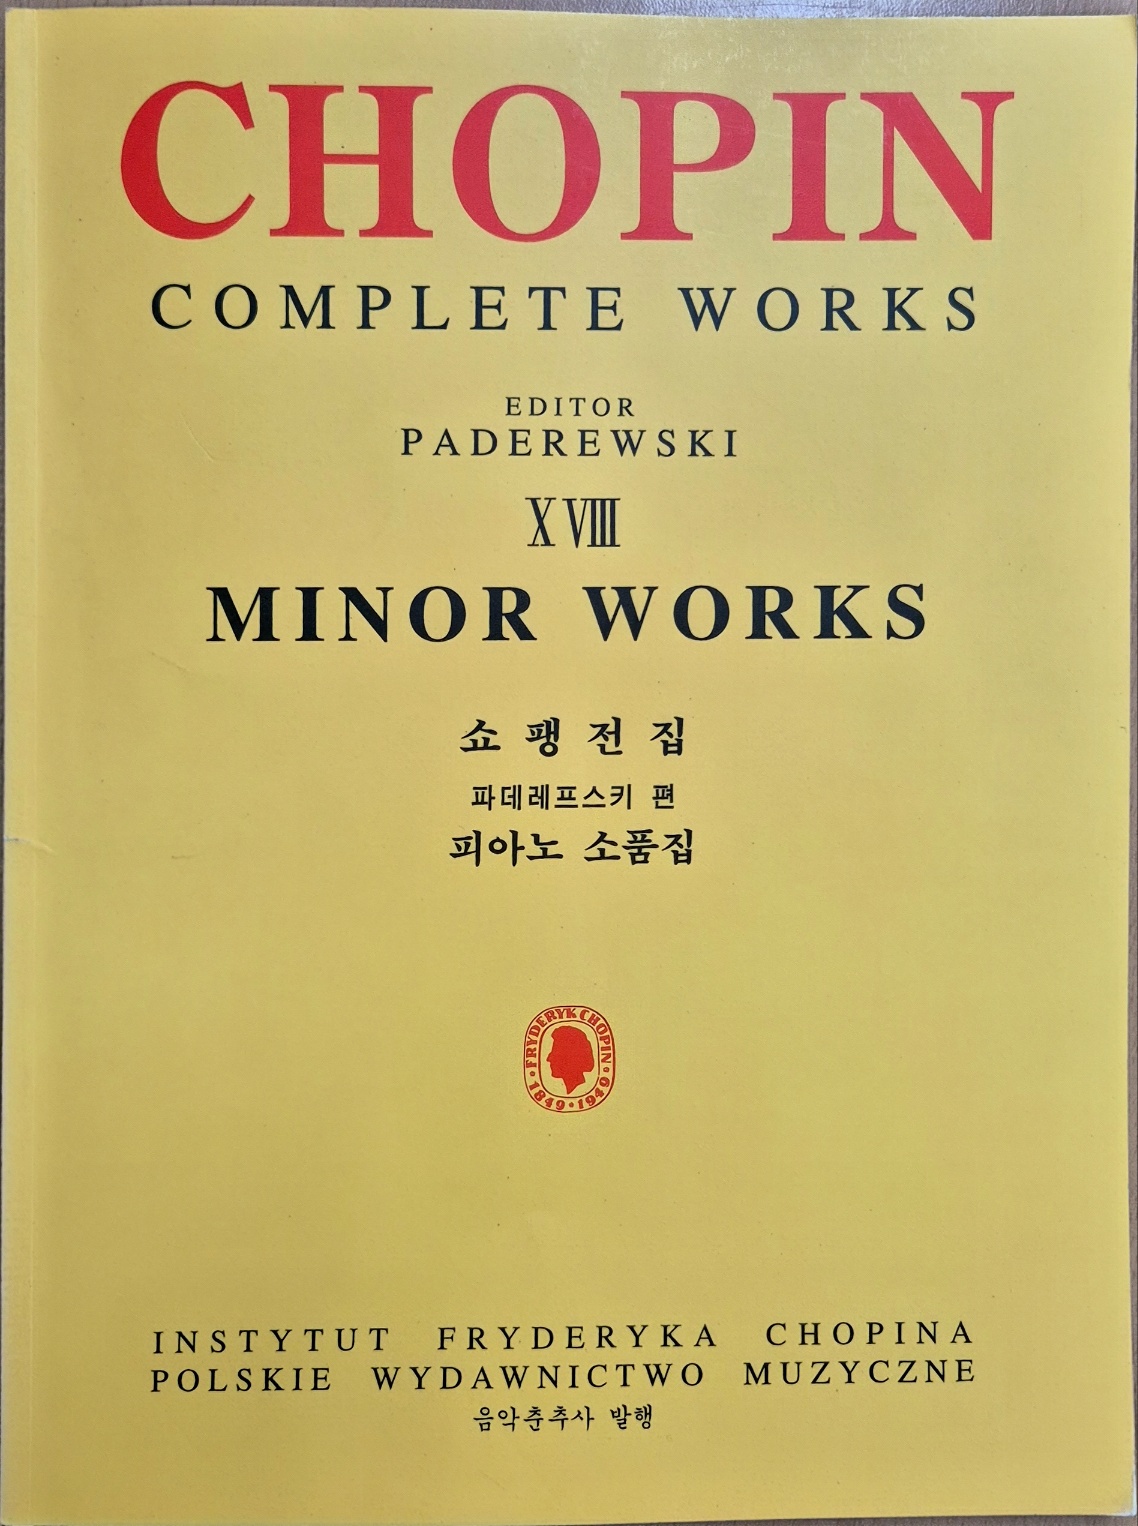 CHOPIN
COMPLETE WORKS
EDITOR
PADEREWSKI
XVIII
MINOR WORKS
쇼팽전집
파데레프스키 편
피아노 소품집
FRYDERYK CHOPIN
1849 · 1949
INSTYTUT FRYDERYKA CHOPINA
POLSKIE WYDAWNICTWO MUZYCZNE
음악춘추사 발행